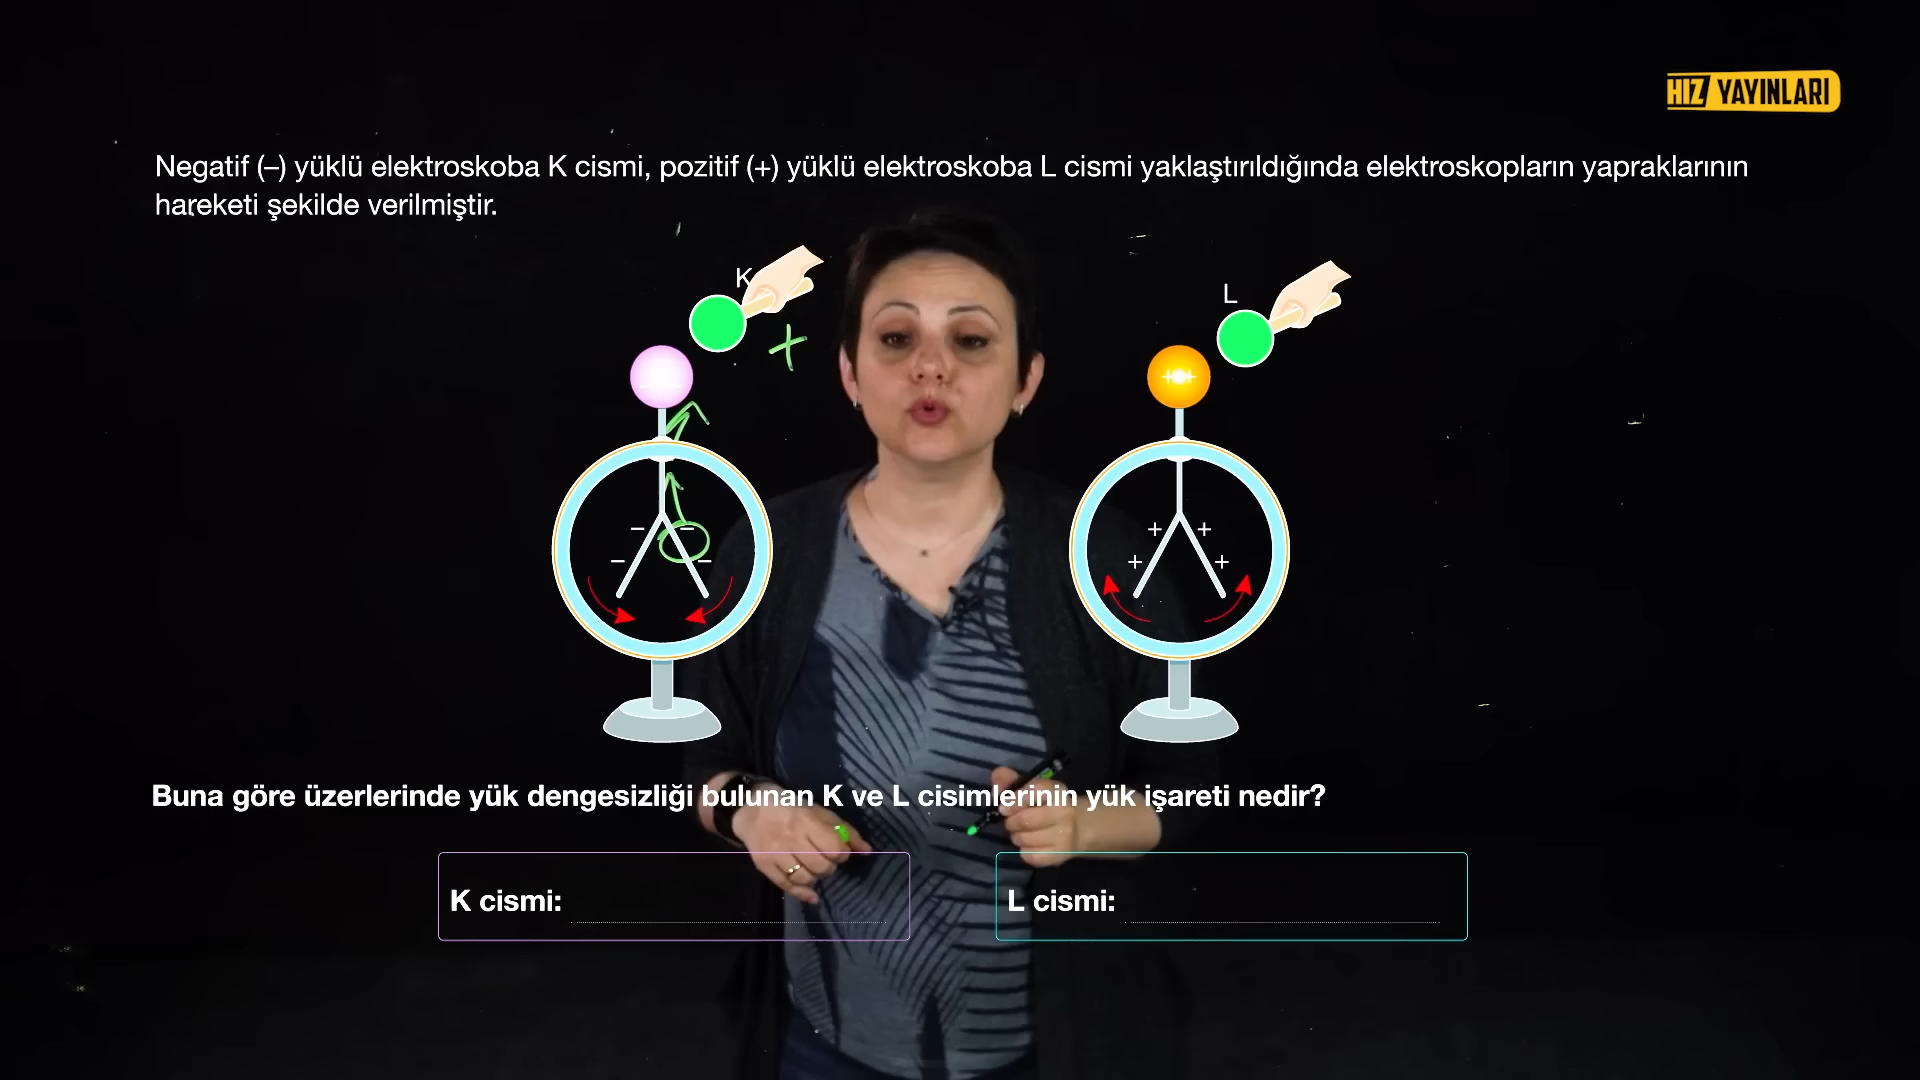 HIZ YAYINLARI
Negatif (–) yüklü elektroskoba K cismi, pozitif (+) yüklü elektroskoba L cismi yaklaştırıldığında elektroskopların yapraklarının
hareketi şekilde verilmiştir.
K
L
+
+++
– –
– –
+ +
+ +
Buna göre üzerlerinde yük dengesizliği bulunan K ve L cisimlerinin yük işareti nedir?
K cismi:
L cismi: